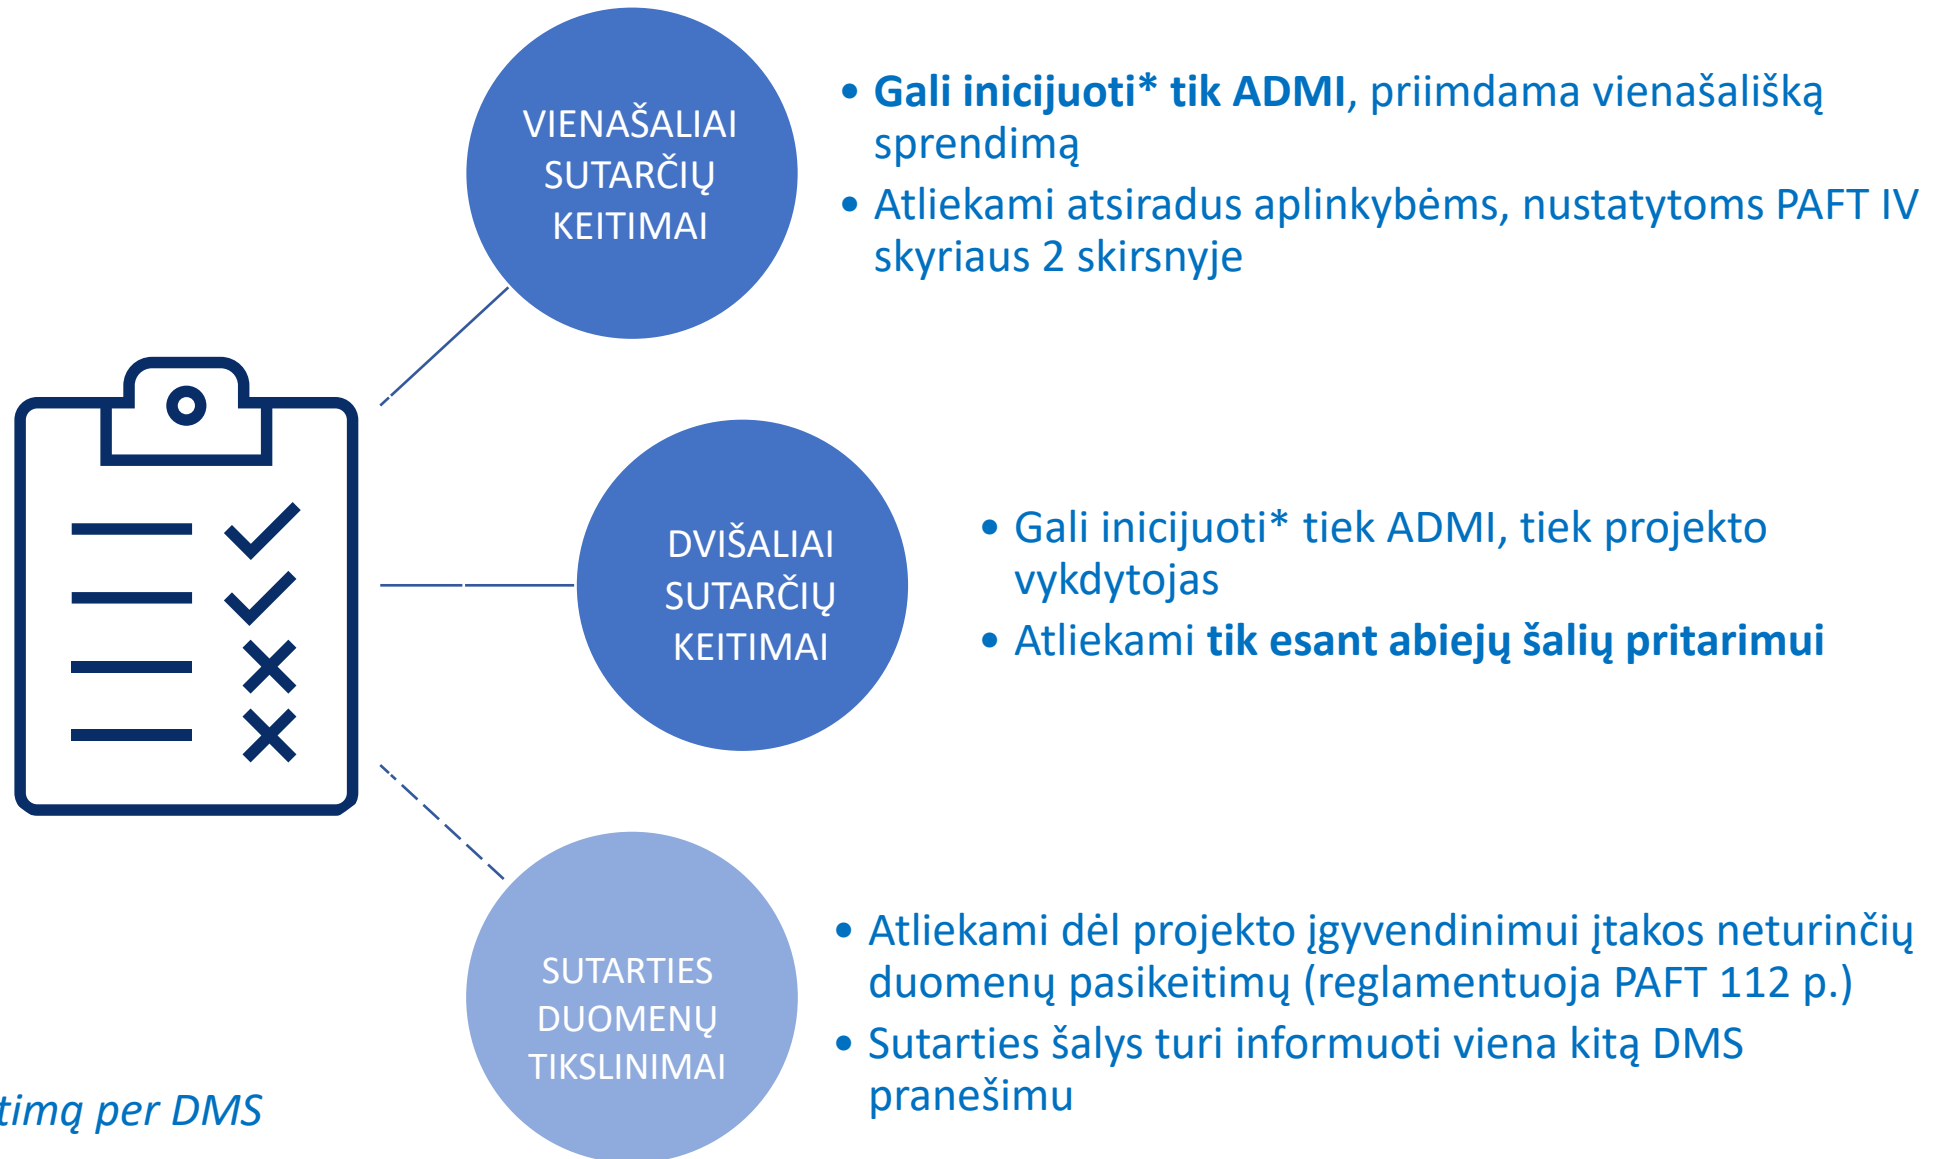 VIENAŠALIAI
SUTARČIŲ
KEITIMAI
• Gali inicijuoti* tik ADMI, priimdama vienašališką
sprendimą
• Atliekami atsiradus aplinkybėms, nustatytoms PAFT IV
skyriaus 2 skirsnyje
DVIŠALIAI
SUTARČIŲ
KEITIMAI
• Gali inicijuoti* tiek ADMI, tiek projekto
vykdytojas
• Atliekami tik esant abiejų šalių pritarimui
SUTARTIES
DUOMENŲ
TIKSLINIMAI
• Atliekami dėl projekto įgyvendinimui įtakos neturinčių
duomenų pasikeitimų (reglamentuoja PAFT 112 p.)
• Sutarties šalys turi informuoti viena kitą DMS
pranešimu
per DMS